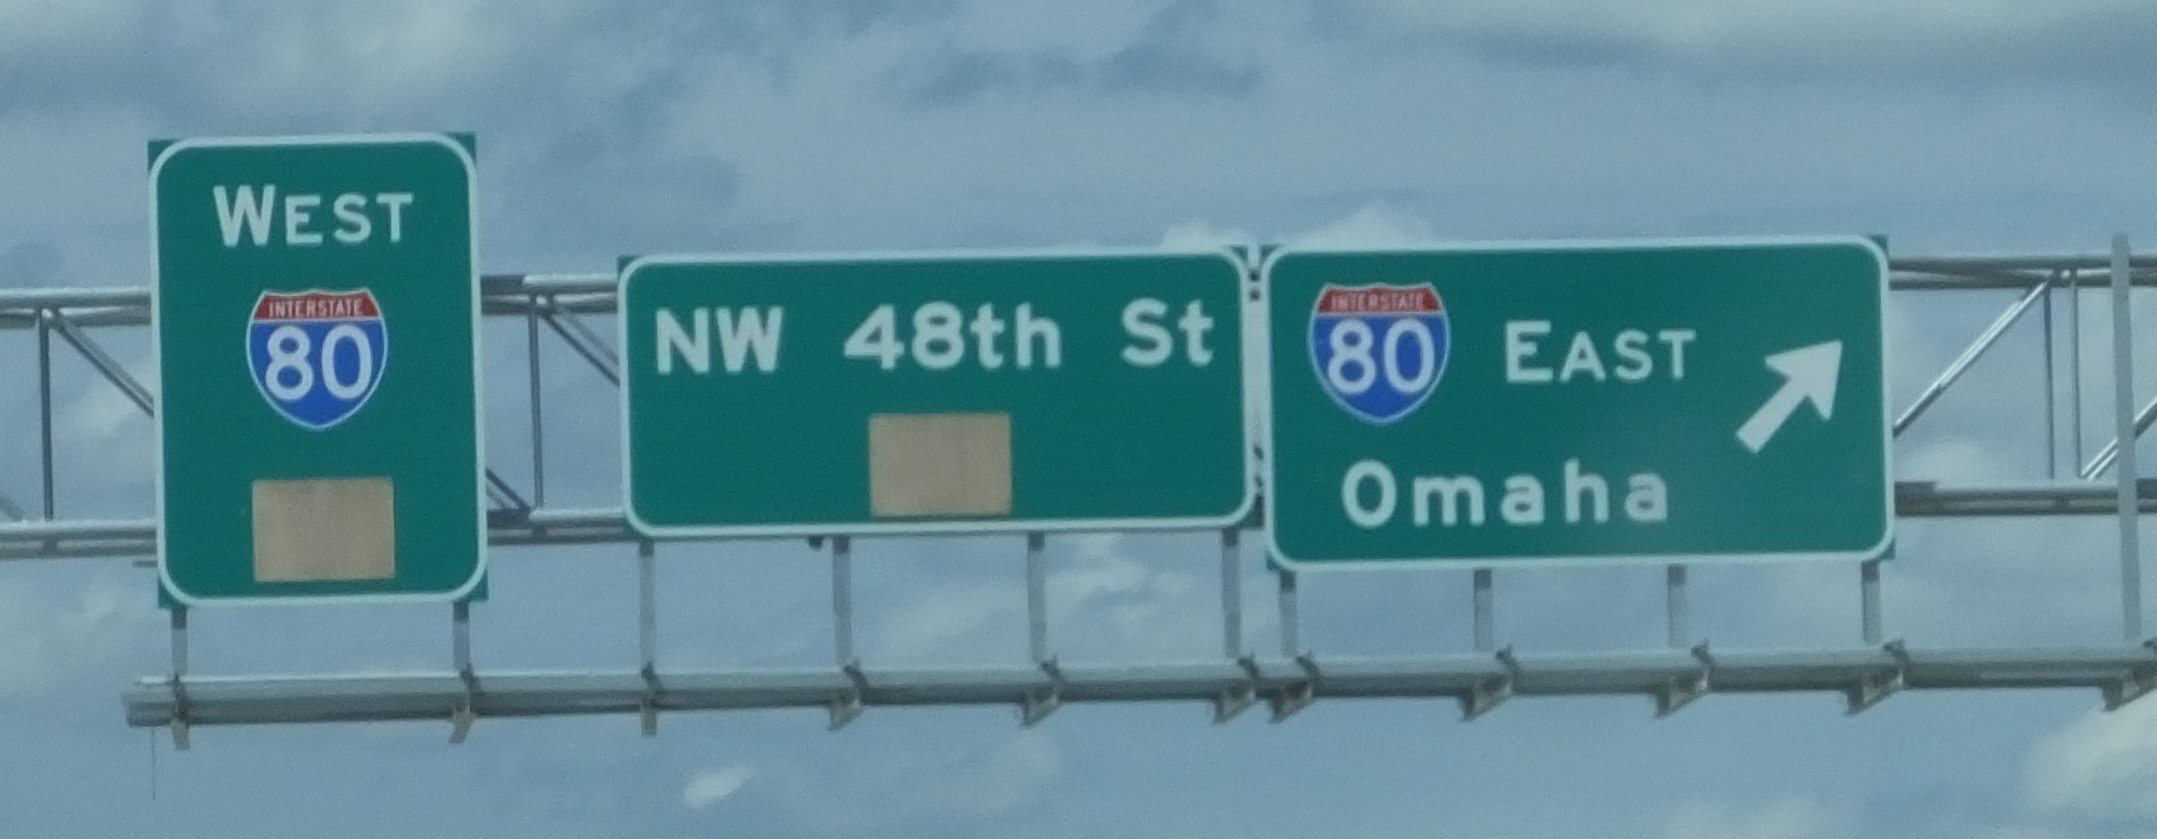 WEST
INTERSTATE
80
NW 48th St
INTERSTATE
80 EAST
Omaha